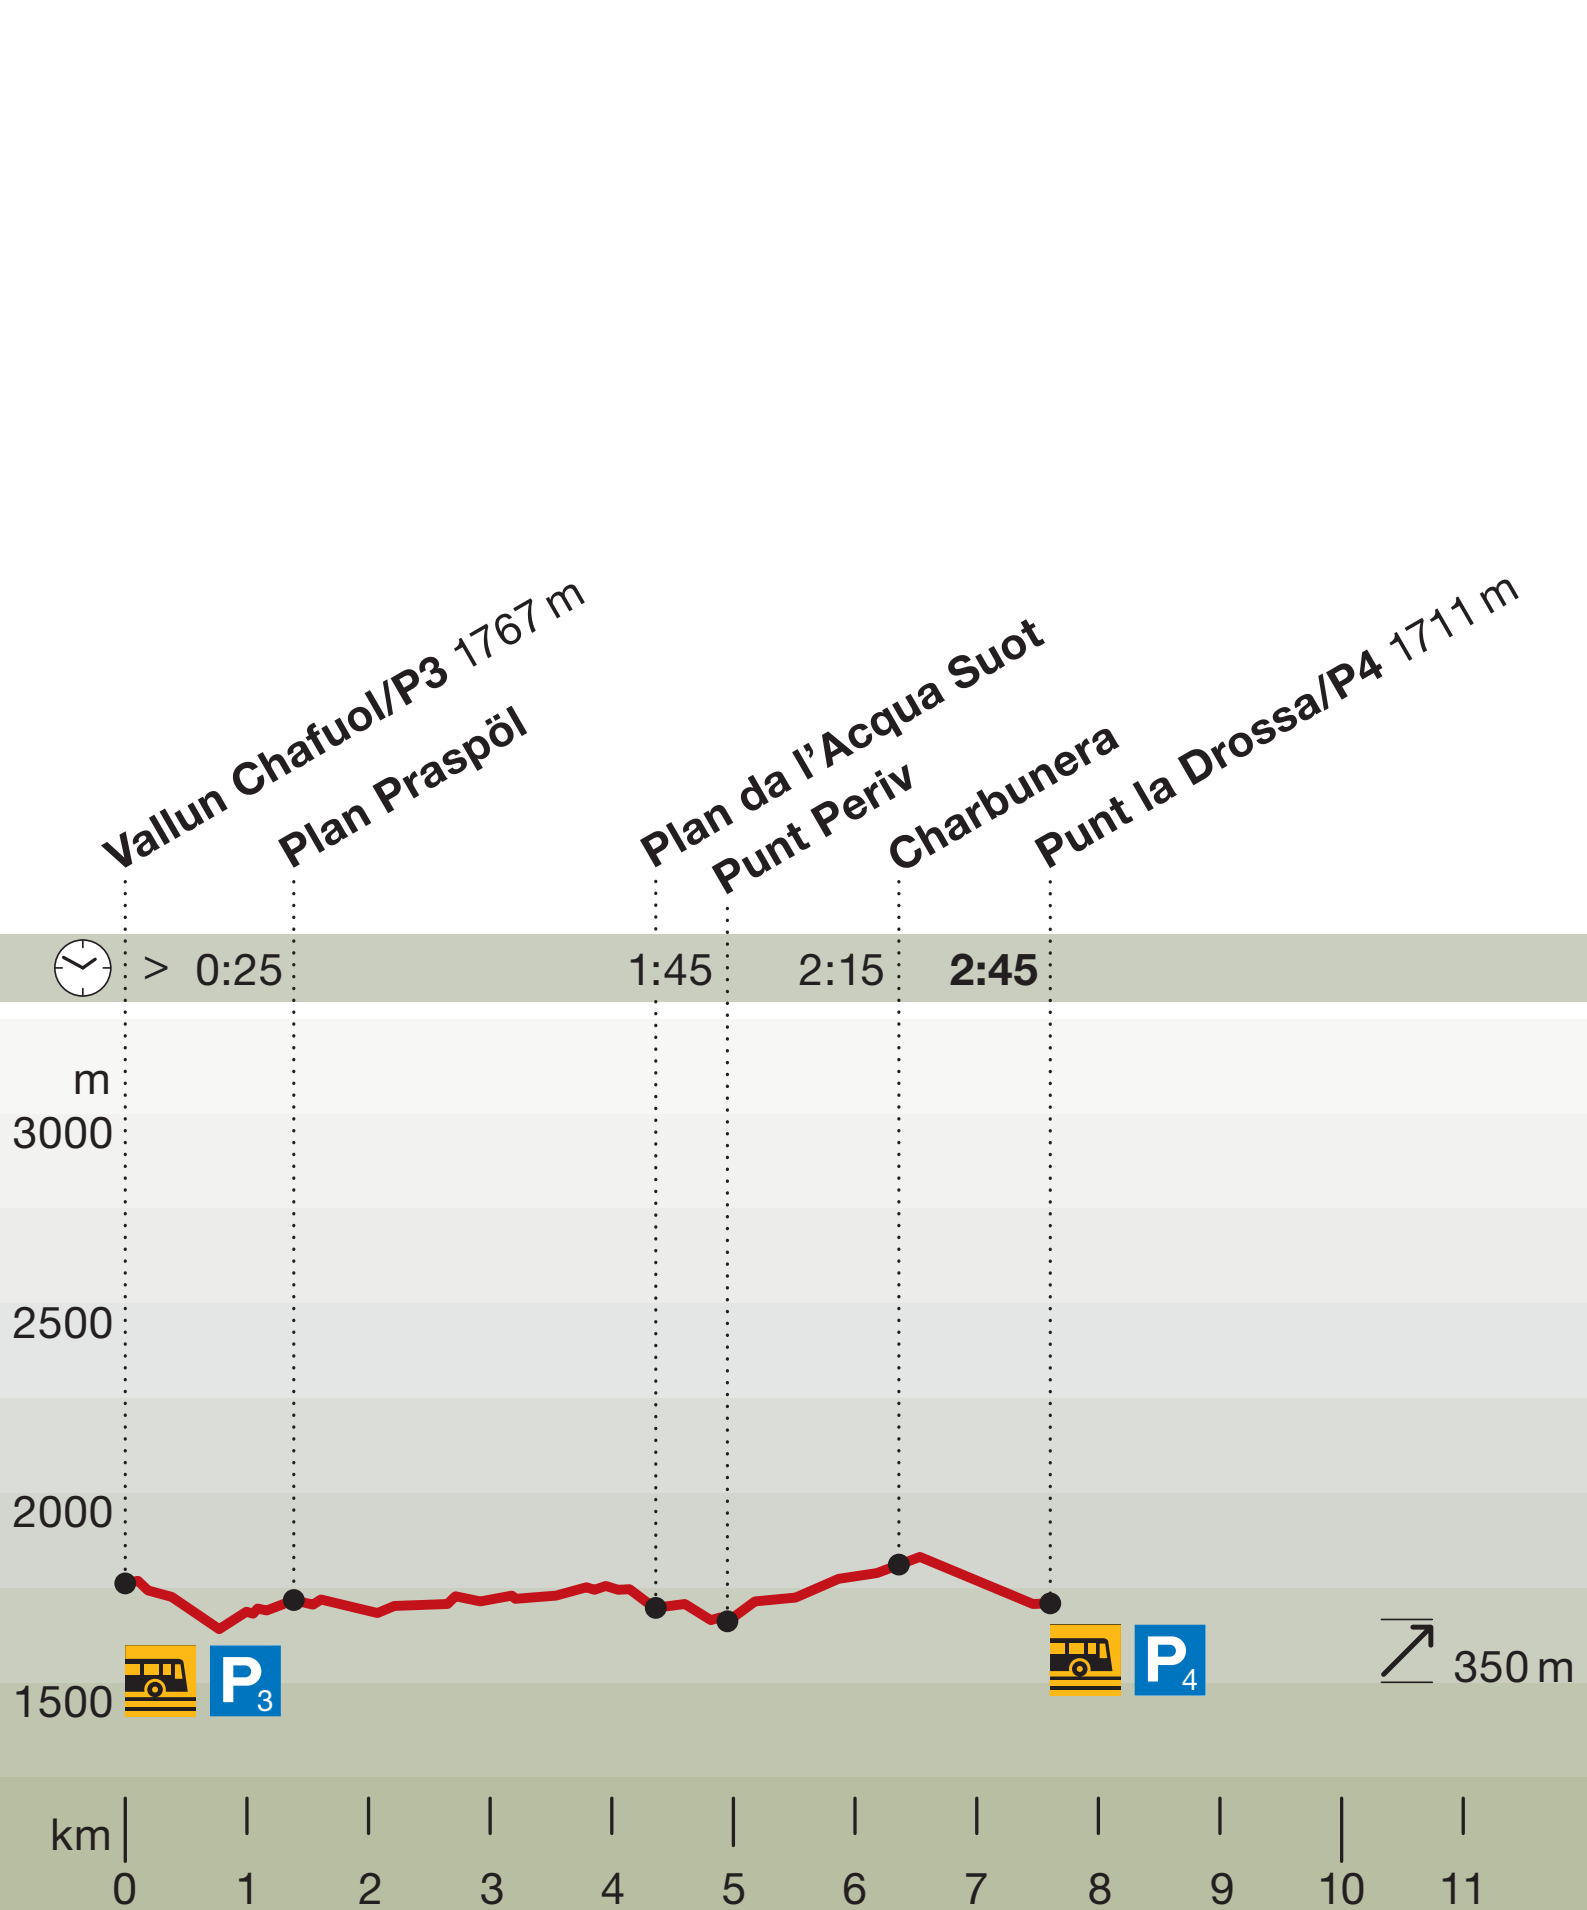 Vallun Chafuol/P3 1767 m
Plan Praspöl
Plan da l’Acqua Suot
Punt Periv
Charbunera
Punt la Drossa/P4 1711 m
> 0:25 1:45 2:15 2:45
m
3000
2500
2000
1500
P3
P4
350 m
km
0 1 2 3 4 5 6 7 8 9 10 11